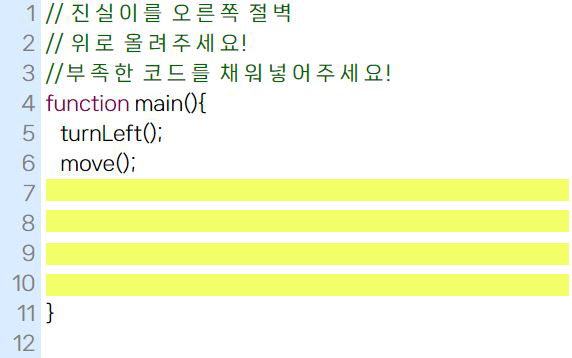 1 // 진실이를 오른쪽 절벽
2 // 위로 올려주세요!
3 //부족한 코드를 채워넣어주세요!
4 function main(){
5 turnLeft();
6 move();
7
8
9
10
11 }
12